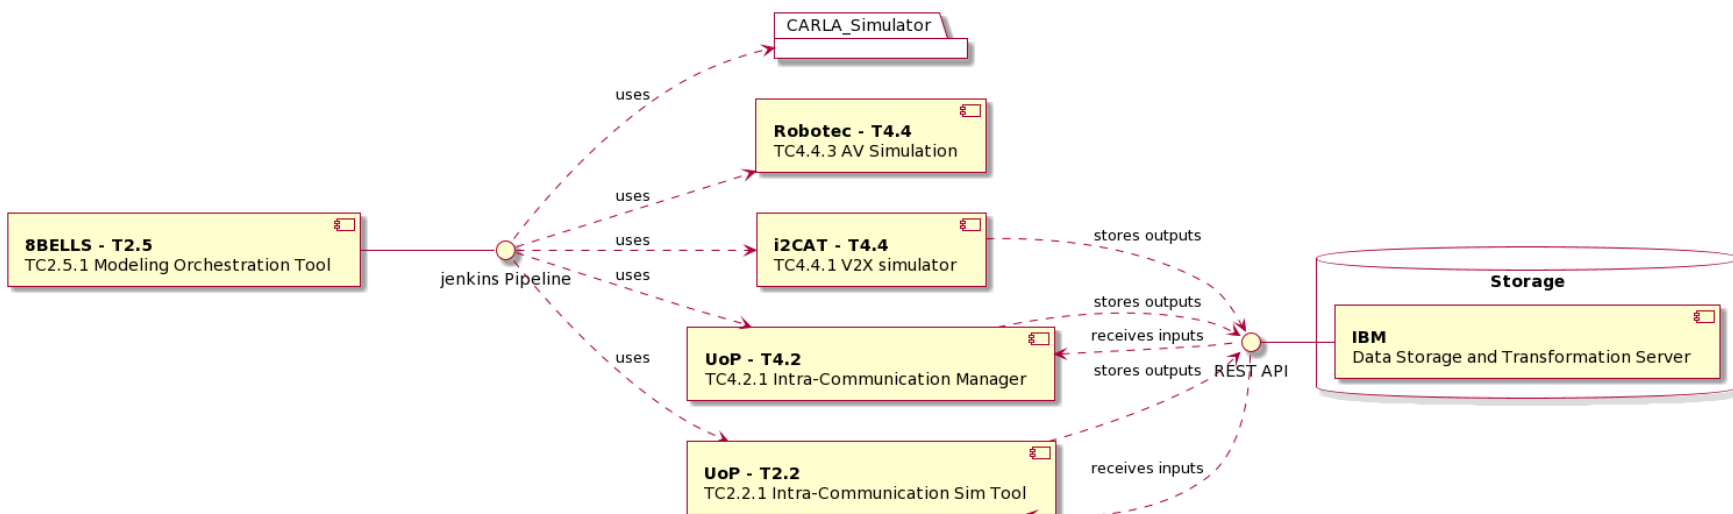 CARLA_Simulator
uses
Robotec - T4.4
TC4.4.3 AV Simulation
uses
8BELLS - T2.5
TC2.5.1 Modeling Orchestration Tool
jenkins Pipeline
uses
i2CAT - T4.4
TC4.4.1 V2X simulator
stores outputs
uses
stores outputs
receives inputs
UoP - T4.2
TC4.2.1 Intra-Communication Manager
uses
stores outputs
REST API
Storage
IBM
Data Storage and Transformation Server
UoP - T2.2
TC2.2.1 Intra-Communication Sim Tool
receives inputs